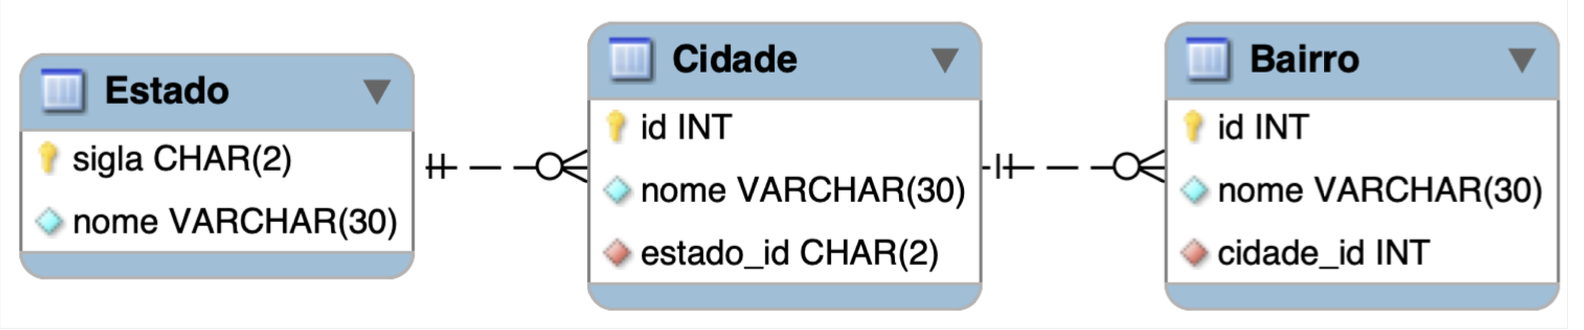 Estado
sigla CHAR(2)
nome VARCHAR(30)
Cidade
id INT
nome VARCHAR(30)
estado_id CHAR(2)
Bairro
id INT
nome VARCHAR(30)
cidade_id INT